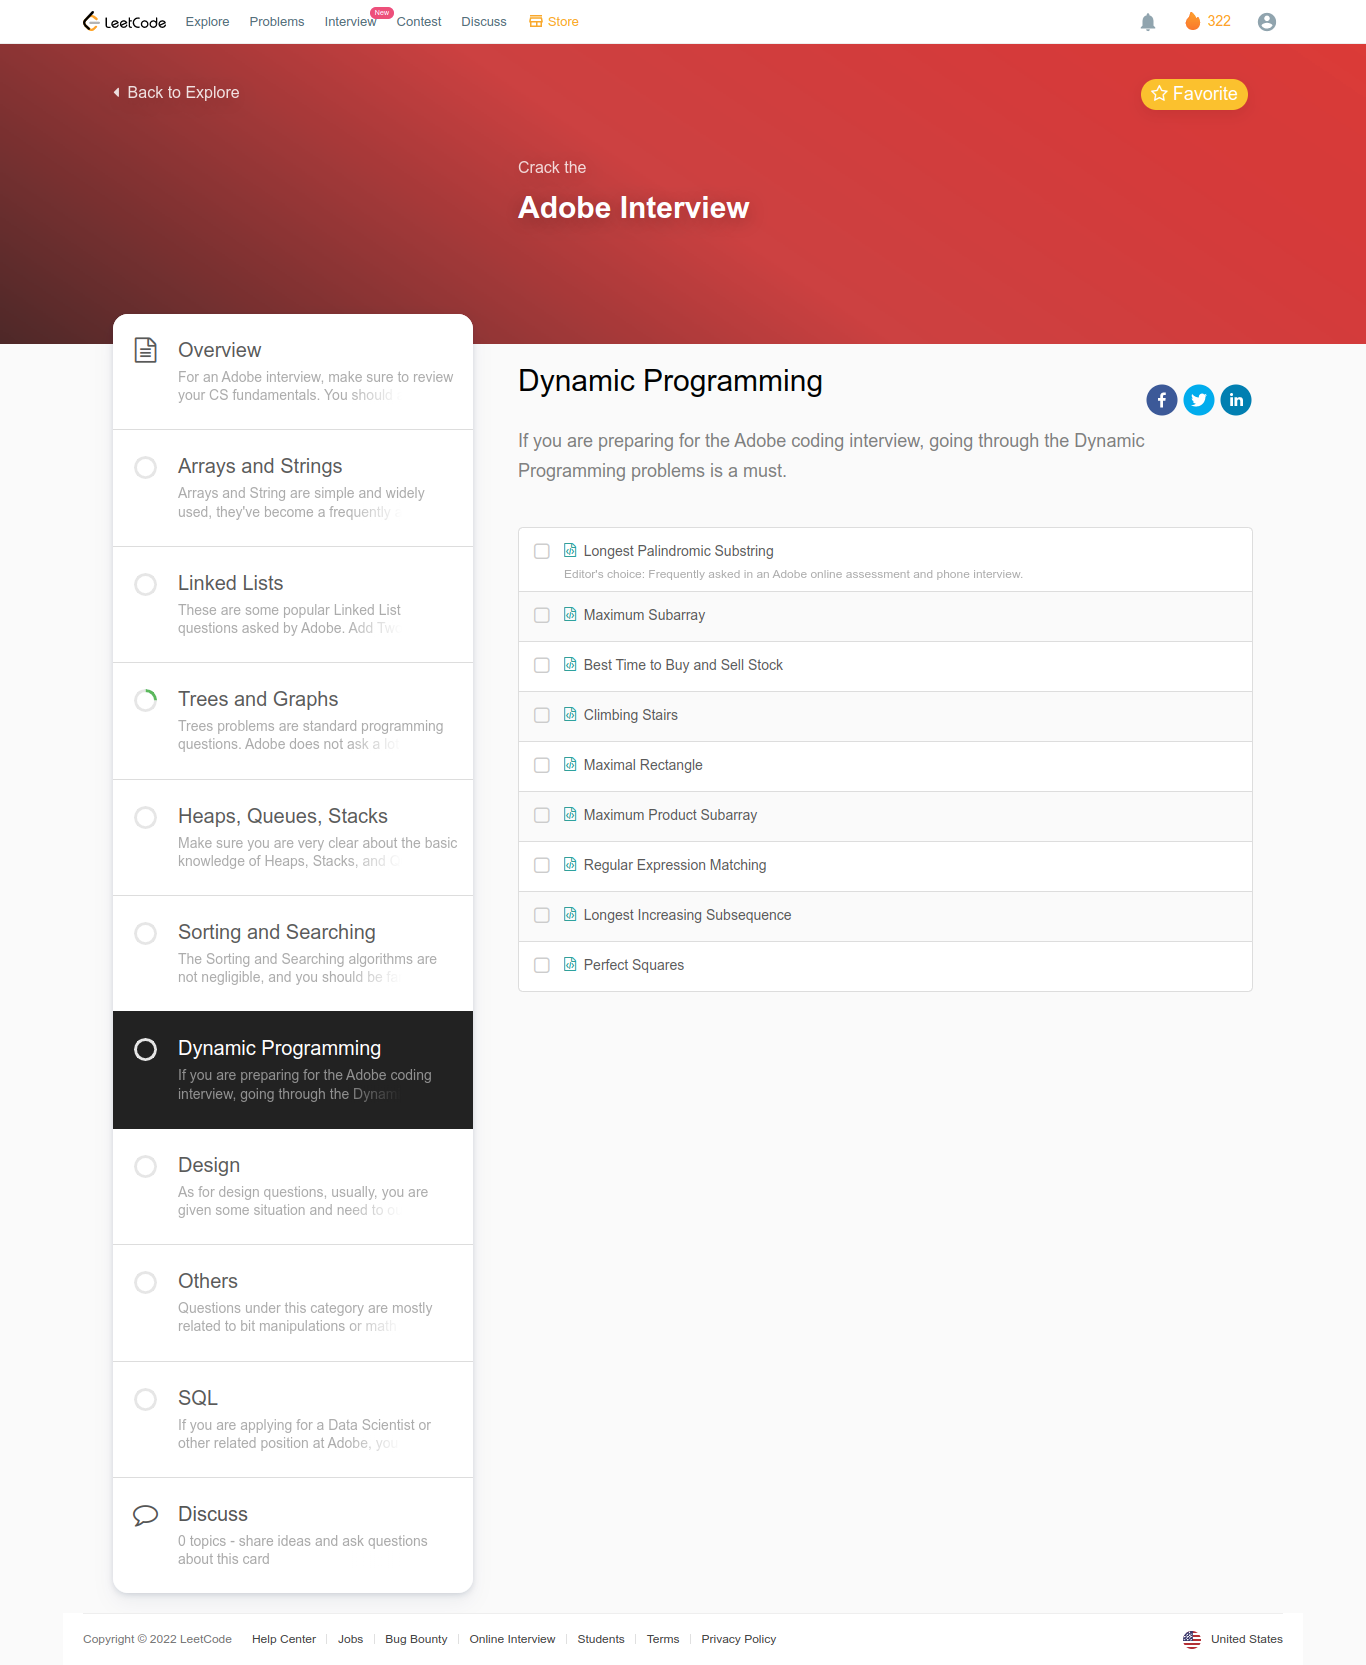 LeetCode Explore Problems Interview New Contest Discuss Store 322
Back to Explore
Favorite
Crack the
Adobe Interview
Overview
For an Adobe interview, make sure to review
your CS fundamentals. You should
Arrays and Strings
Arrays and String are simple and widely
used, they've become a frequently
Linked Lists
These are some popular Linked List
questions asked by Adobe. Add Two
Trees and Graphs
Trees problems are standard programming
questions. Adobe does not ask a lot
Heaps, Queues, Stacks
Make sure you are very clear about the basic
knowledge of Heaps, Stacks, and
Sorting and Searching
The Sorting and Searching algorithms are
not negligible, and you should be
Dynamic Programming
If you are preparing for the Adobe coding
interview, going through the Dynam
Design
As for design questions, usually, you are
given some situation and need to
Others
Questions under this category are mostly
related to bit manipulations or math
SQL
If you are applying for a Data Scientist or
other related position at Adobe, you
Discuss
0 topics - share ideas and ask questions
about this card
Dynamic Programming
If you are preparing for the Adobe coding interview, going through the Dynamic
Programming problems is a must.
Longest Palindromic Substring
Editor's choice: Frequently asked in an Adobe online assessment and phone interview.
Maximum Subarray
Best Time to Buy and Sell Stock
Climbing Stairs
Maximal Rectangle
Maximum Product Subarray
Regular Expression Matching
Longest Increasing Subsequence
Perfect Squares
Copyright © 2022 LeetCode Help Center Jobs Bug Bounty Online Interview Students Terms Privacy Policy United States